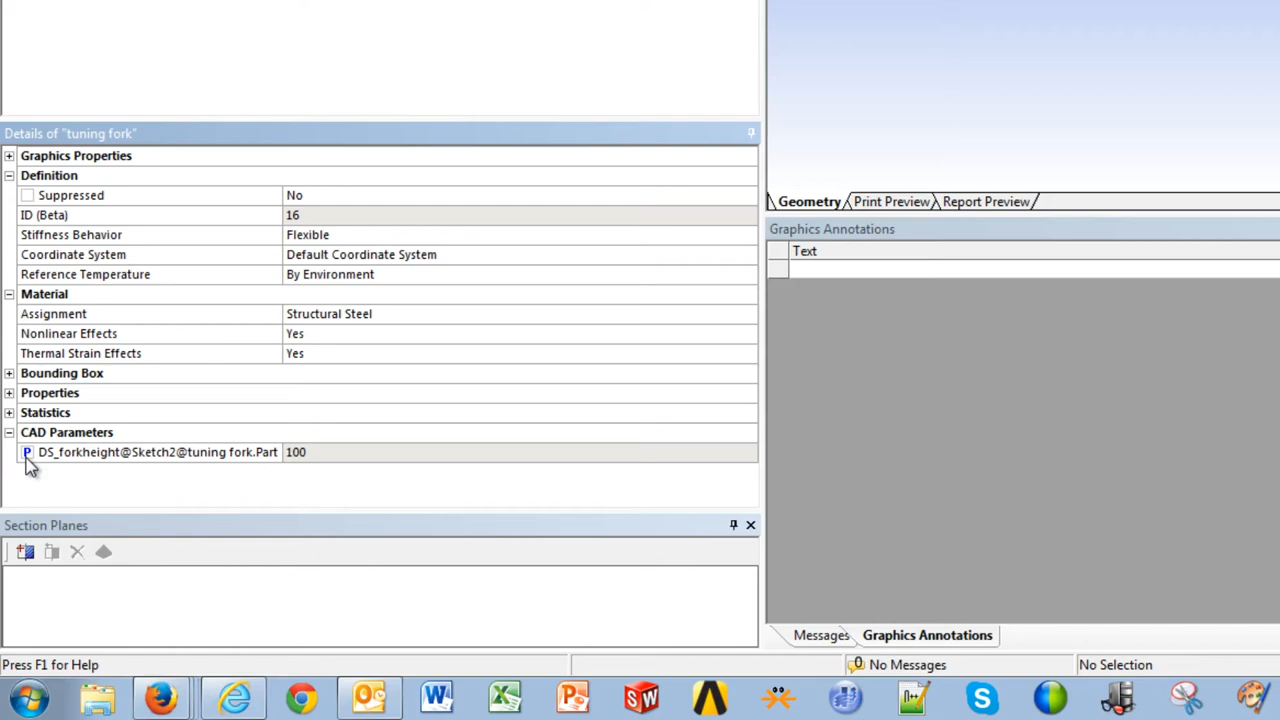 Details of "tuning fork"
Graphics Properties
Definition
Suppressed No
ID (Beta) 16
Stiffness Behavior Flexible
Coordinate System Default Coordinate System
Reference Temperature By Environment
Material
Assignment Structural Steel
Nonlinear Effects Yes
Thermal Strain Effects Yes
Bounding Box
Properties
Statistics
CAD Parameters
P DS_forkheight@Sketch2@tuning fork.Part 100
Section Planes
Geometry Print Preview Report Preview
Graphics Annotations
Text
Messages Graphics Annotations
Press F1 for Help 0 No Messages No Selection